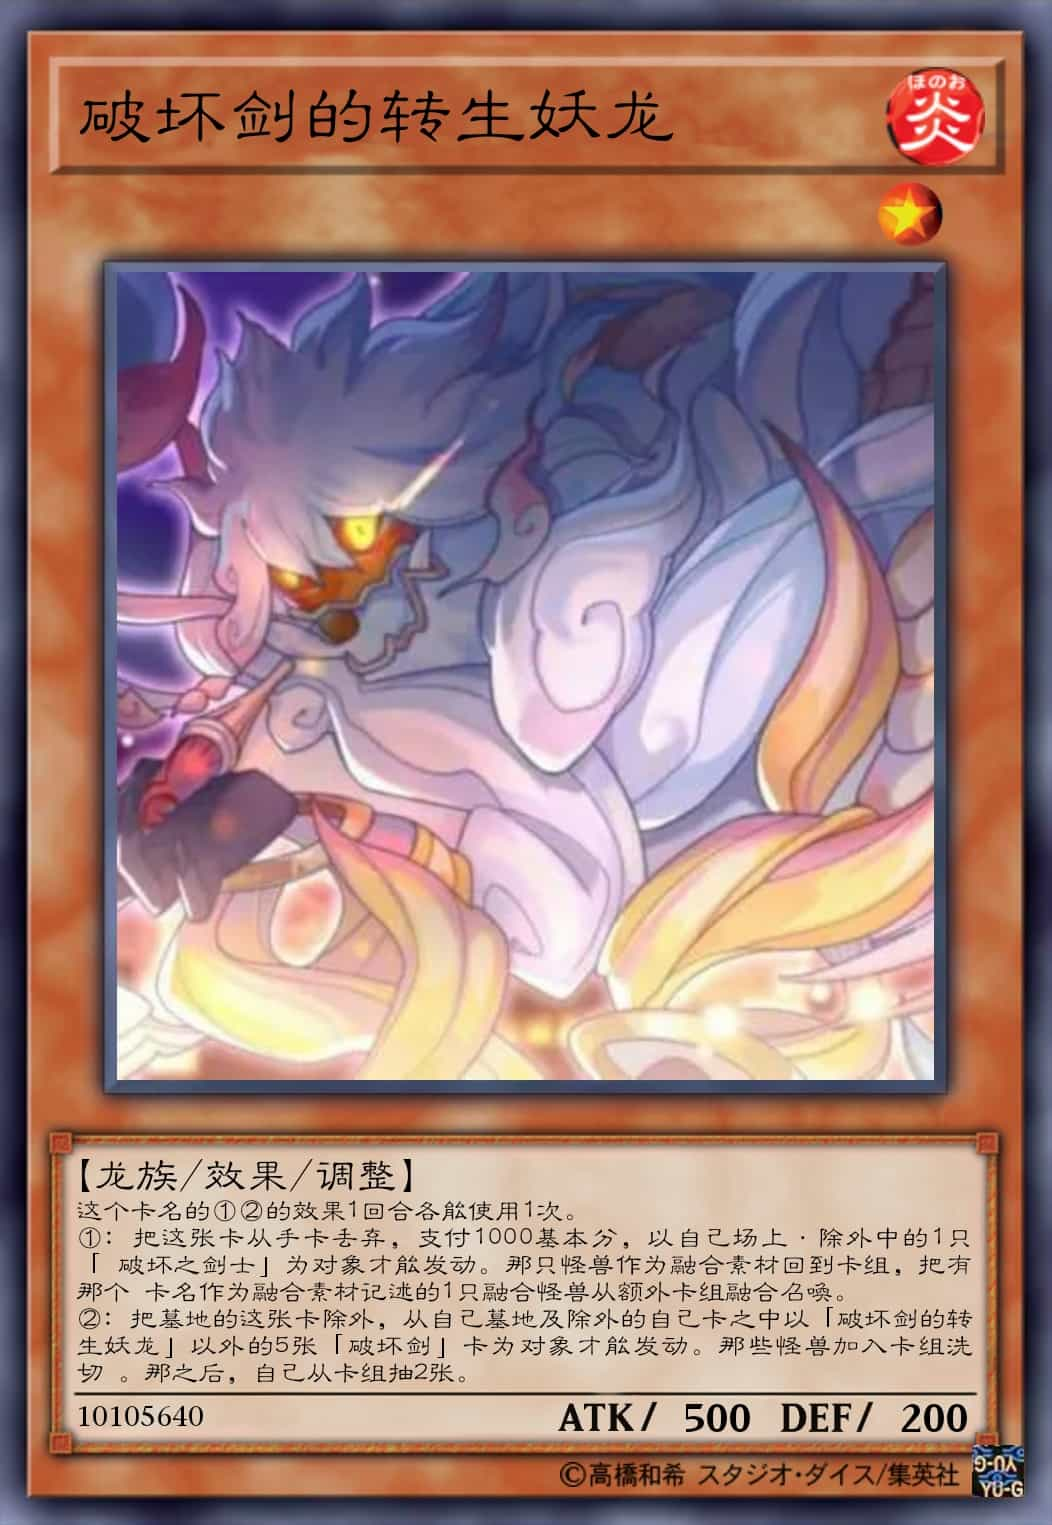 破坏剑的转生妖龙
ほのお
炎
【龙族/效果/调整】
这个卡名的①②的效果1回合各能使用1次。
①：把这张卡从手卡丢弃，支付1000基本分，以自己场上·除外中的1只
「 破坏之剑士」为对象才能发动。那只怪兽作为融合素材回到卡组，把有
那个 卡名作为融合素材记述的1只融合怪兽从额外卡组融合召唤。
②：把墓地的这张卡除外，从自己墓地及除外的自己卡之中以「破坏剑的转
生妖龙」以外的5张「破坏剑」卡为对象才能发动。那些怪兽加入卡组洗
切 。那之后，自己从卡组抽2张。
10105640
ATK/ 500 DEF/ 200
©高橋和希 スタジオ·ダイス/集英社
YU-G
YU-G